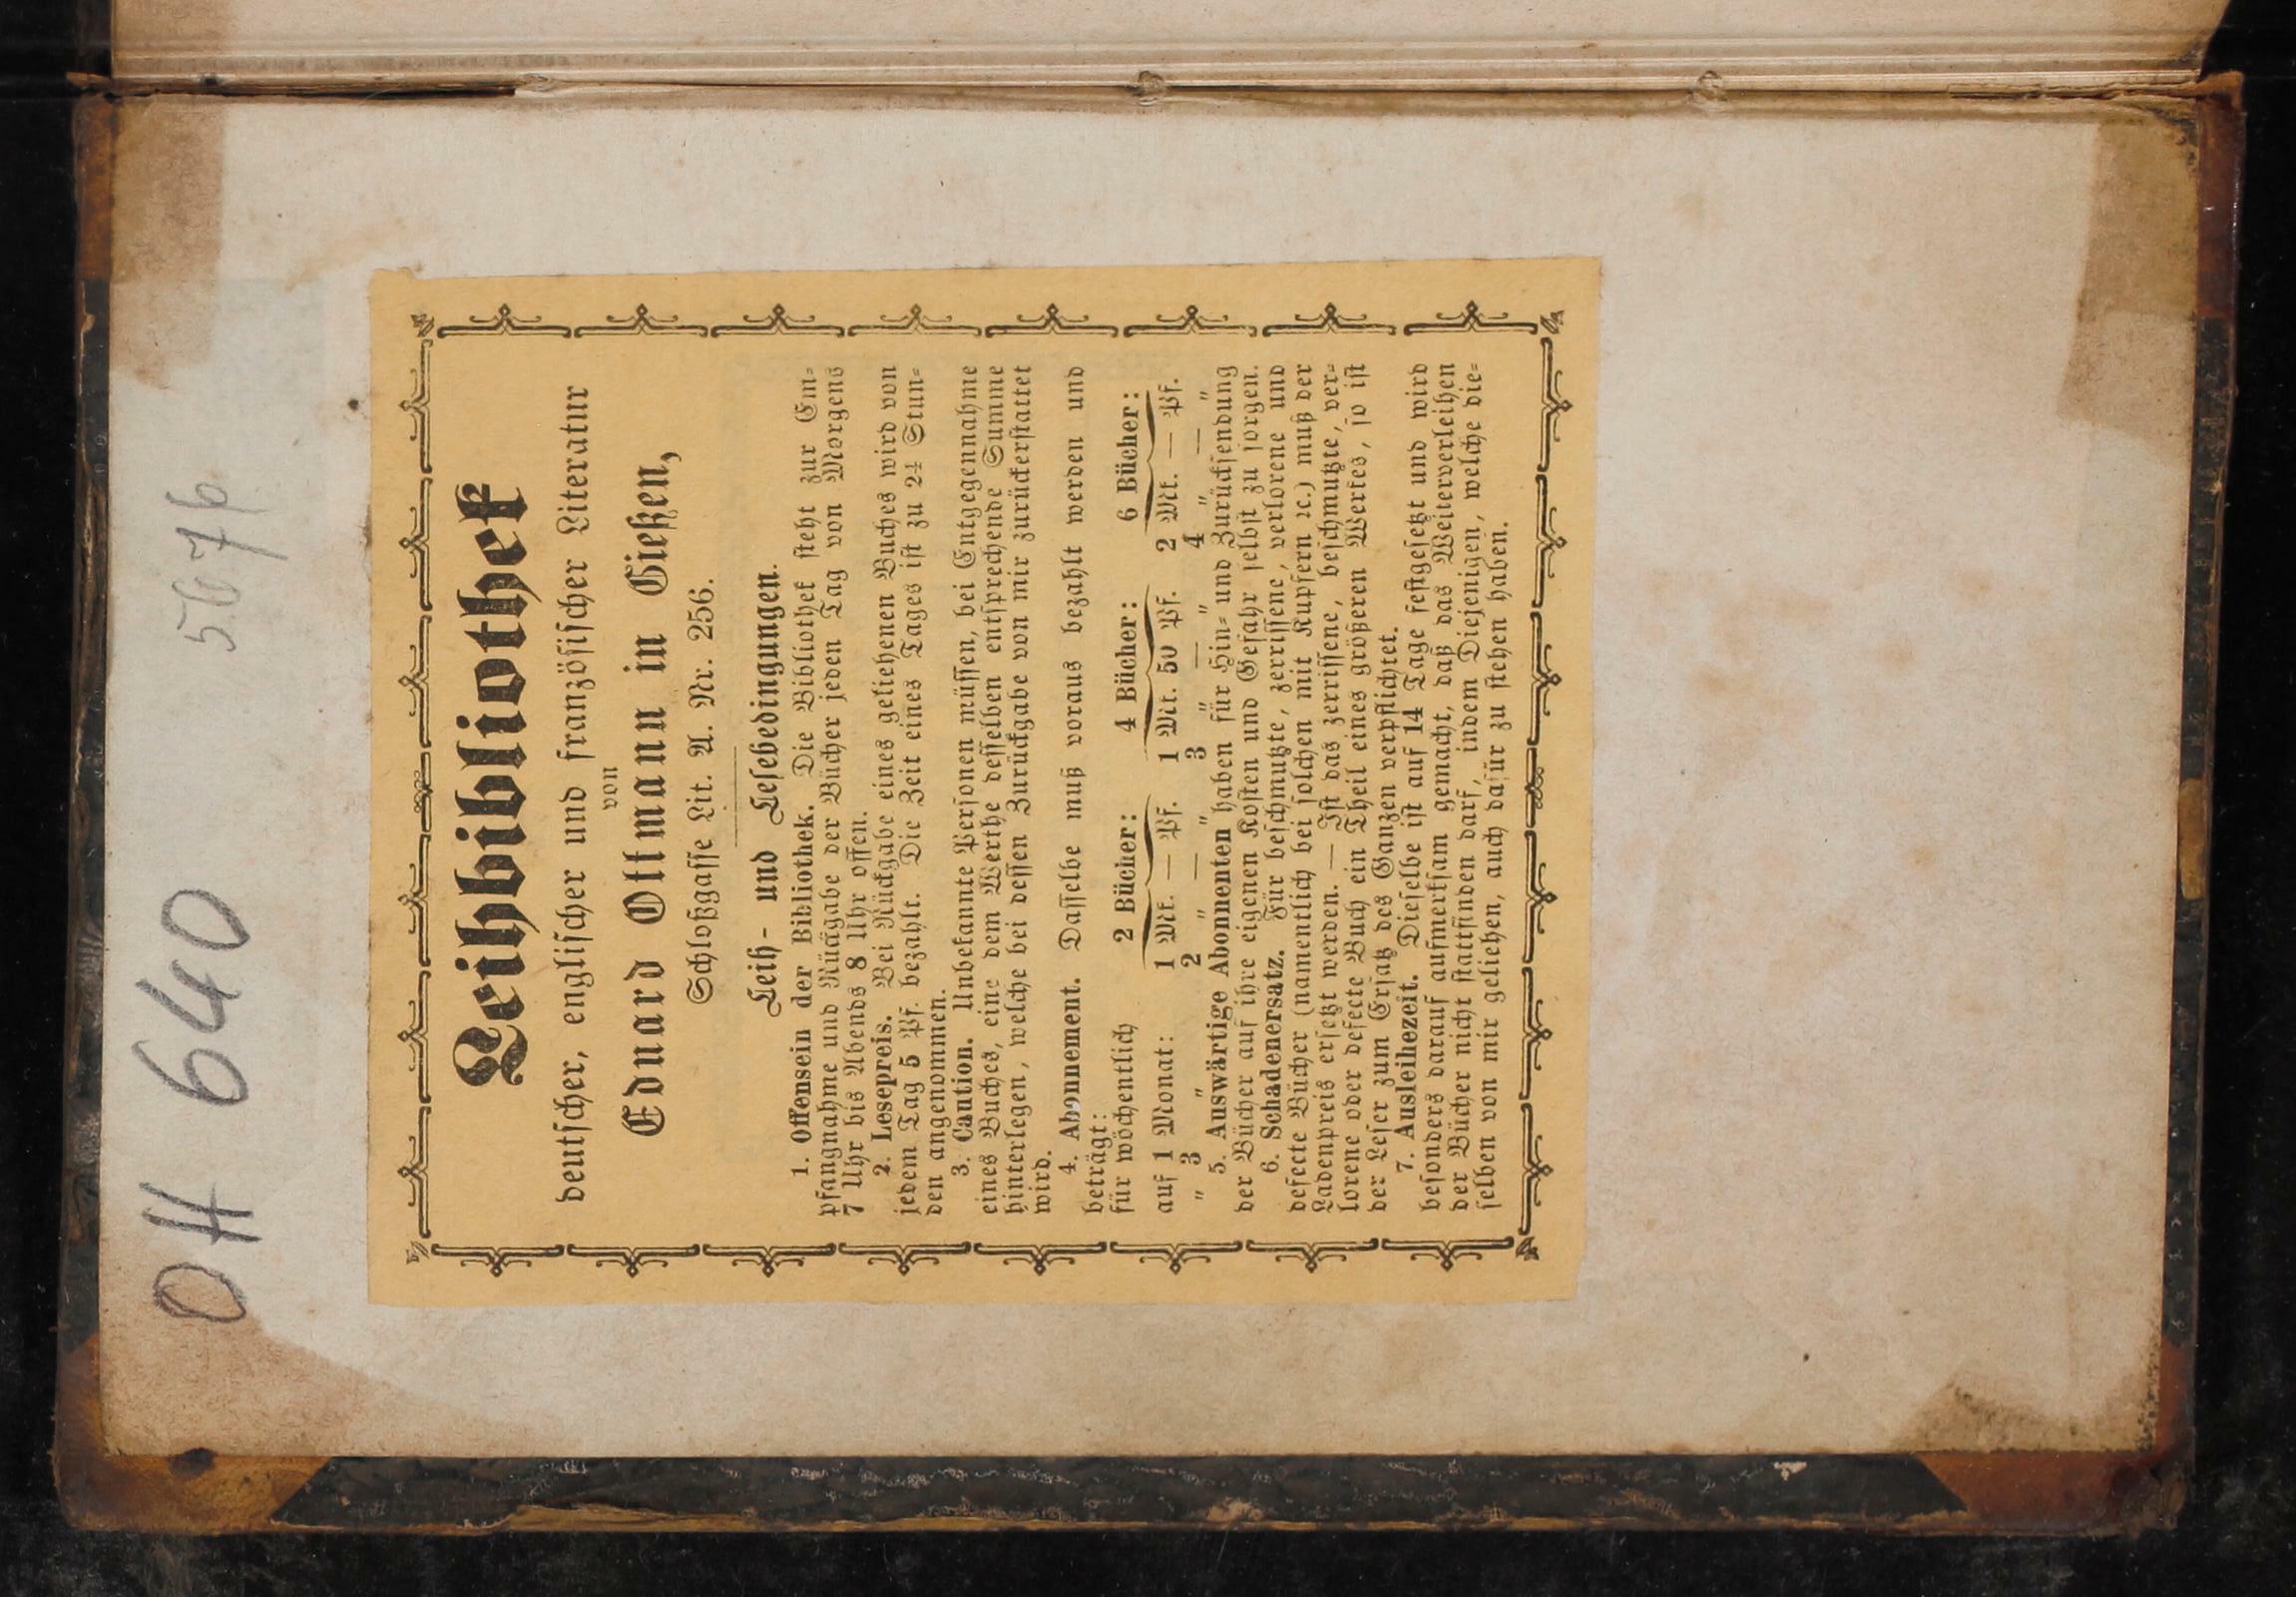 OH 640
567b
Leihbibliothek
deutscher, englischer und französischer Literatur
von
Eduard Ottmann in Gießen,
Schloßgasse Lit. A. Nr. 256.
Leih- und Lesebedingungen.
1. Offensein der Bibliothek. Die Bibliothek steht zur Em-
pfangnahme und Rückgabe der Bücher jeden Tag von Morgens
7 Uhr bis Abends 8 Uhr offen.
2. Lesepreis. Bei Rückgabe eines geliehenen Buches wird von
jedem Tag 5 Pf. bezahlt. Die Zeit eines Tages ist zu 24 Stun-
den angenommen.
3. Caution. Unbekannte Personen müssen, bei Entgegennahme
eines Buches, eine dem Werthe desselben entsprechende Summe
hinterlegen, welche bei dessen Zurückgabe von mir zurückerstattet
wird.
4. Abonnement. Dasselbe muß voraus bezahlt werden und
beträgt:
für wöchentlich 2 Bücher: 4 Bücher: 6 Bücher:
auf 1 Monat: 1 Mk. — Pf. 1 Mk. 50 Pf. 2 Mk. — Pf.
" 3 " 2 " — " 3 " — " 4 " — "
5. Auswärtige Abonnenten haben für Hin- und Zurücksendung
der Bücher auf ihre eigenen Kosten und Gefahr selbst zu sorgen.
6. Schadenersatz. Für beschmutzte, zerrissene, verlorene und
defecte Bücher (namentlich bei solchen mit Kupfern ꝛc.) muß der
Ladenpreis ersetzt werden. — Ist das zerrissene, beschmutzte, ver-
lorene oder defecte Buch ein Theil eines größeren Werkes, so ist
der Leser zum Ersatz des Ganzen verpflichtet.
7. Ausleihezeit. Dieselbe ist auf 14 Tage festgesetzt und wird
besonders darauf aufmerksam gemacht, daß das Weiterverleihen
der Bücher nicht stattfinden darf, indem Diejenigen, welche die-
selben von mir geliehen, auch dafür zu stehen haben.